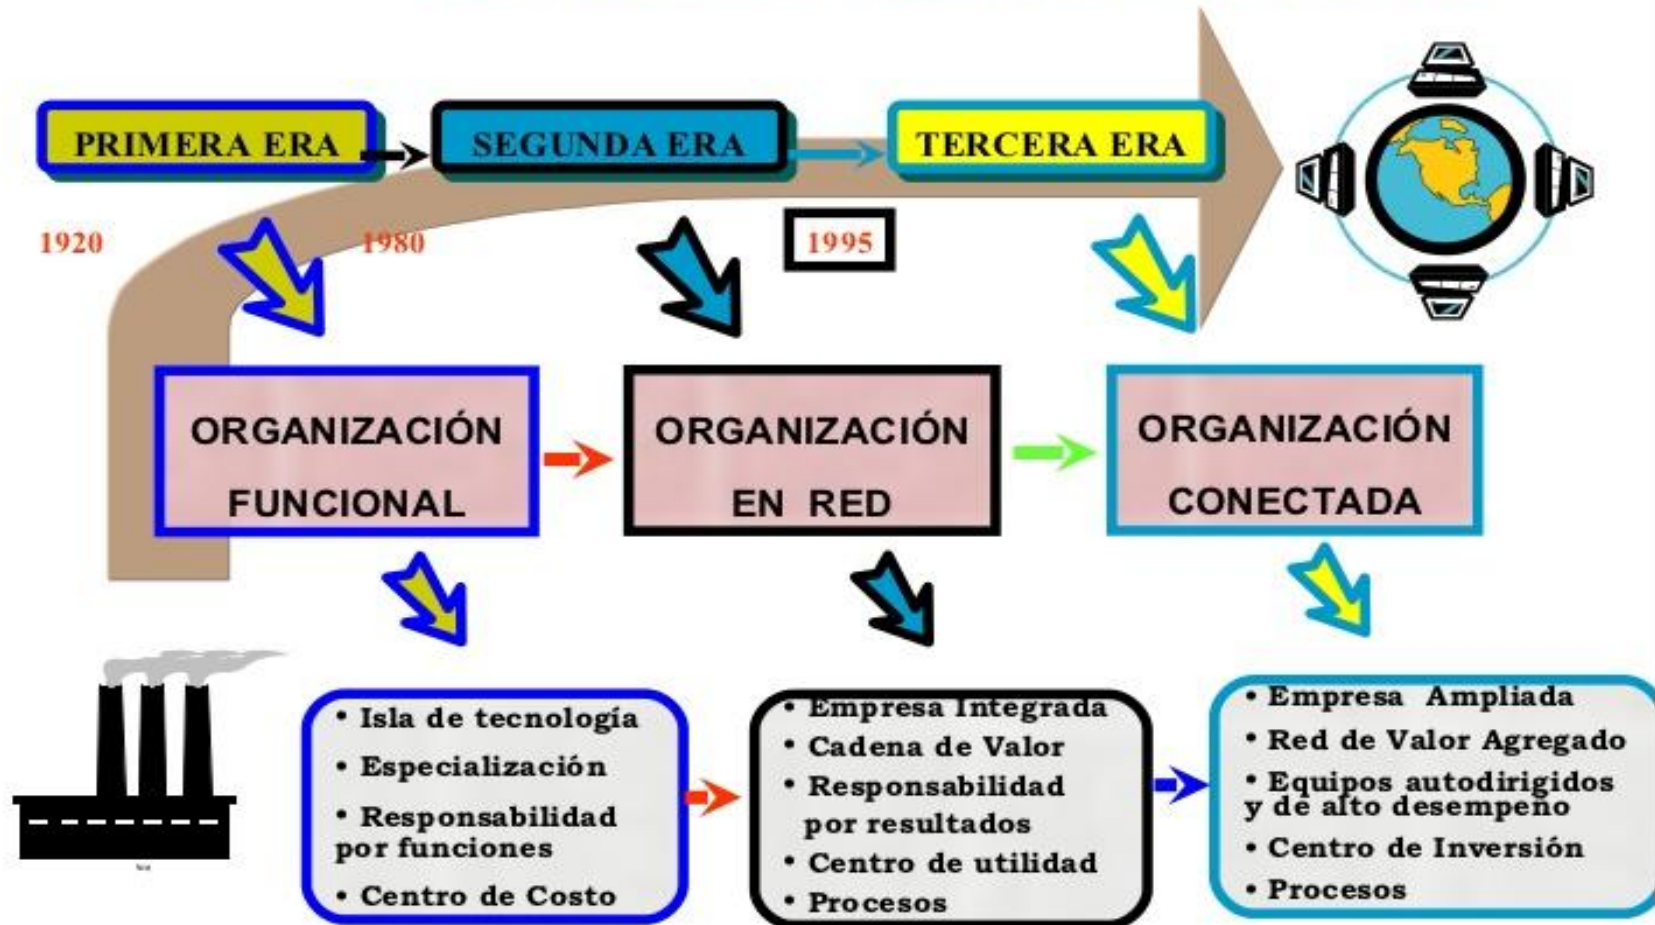 PRIMERA ERA
SEGUNDA ERA
TERCERA ERA
1920
1980
1995
ORGANIZACIÓN
FUNCIONAL
ORGANIZACIÓN
EN RED
ORGANIZACIÓN
CONECTADA
• Isla de tecnología
• Especialización
• Responsabilidad
por funciones
• Centro de Costo
• Empresa Integrada
• Cadena de Valor
• Responsabilidad
por resultados
• Centro de utilidad
• Procesos
• Empresa Ampliada
• Red de Valor Agregado
• Equipos autodirigidos
y de alto desempeño
• Centro de Inversión
• Procesos